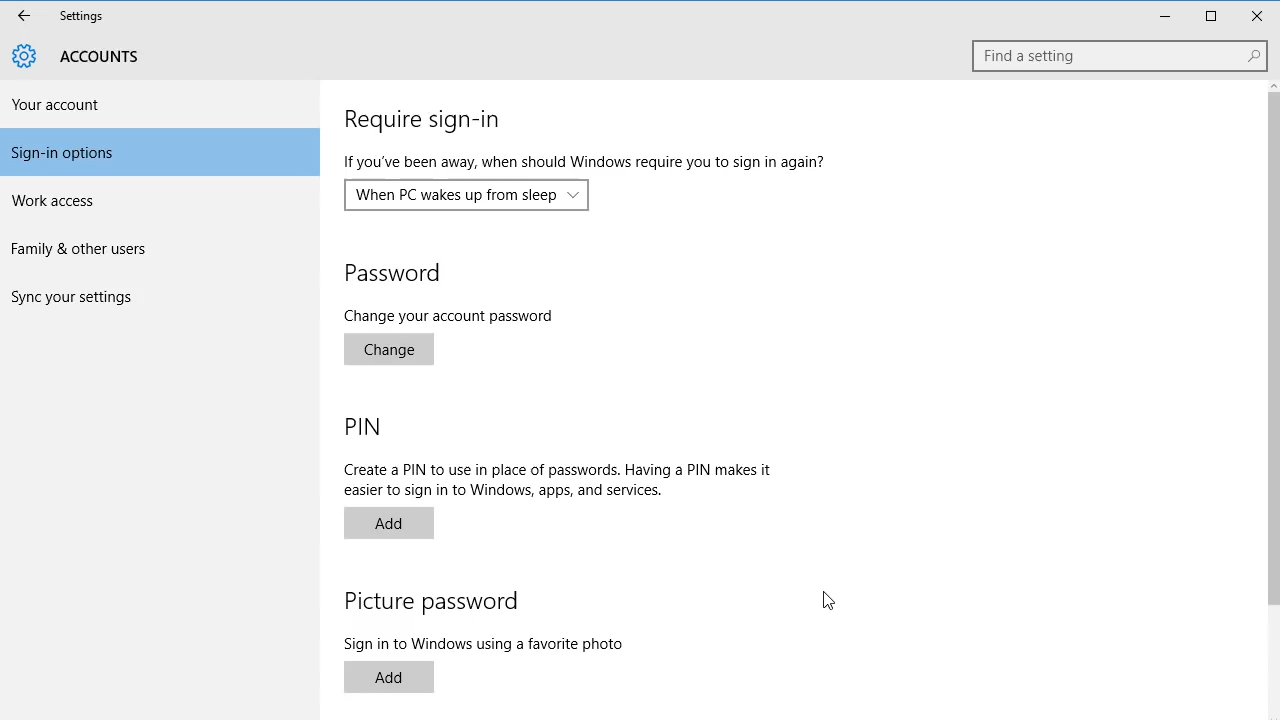 Settings
ACCOUNTS
Find a setting
Your account
Sign-in options
Work access
Family & other users
Sync your settings
Require sign-in
If you've been away, when should Windows require you to sign in again?
When PC wakes up from sleep
Password
Change your account password
Change
PIN
Create a PIN to use in place of passwords. Having a PIN makes it
easier to sign in to Windows, apps, and services.
Add
Picture password
Sign in to Windows using a favorite photo
Add